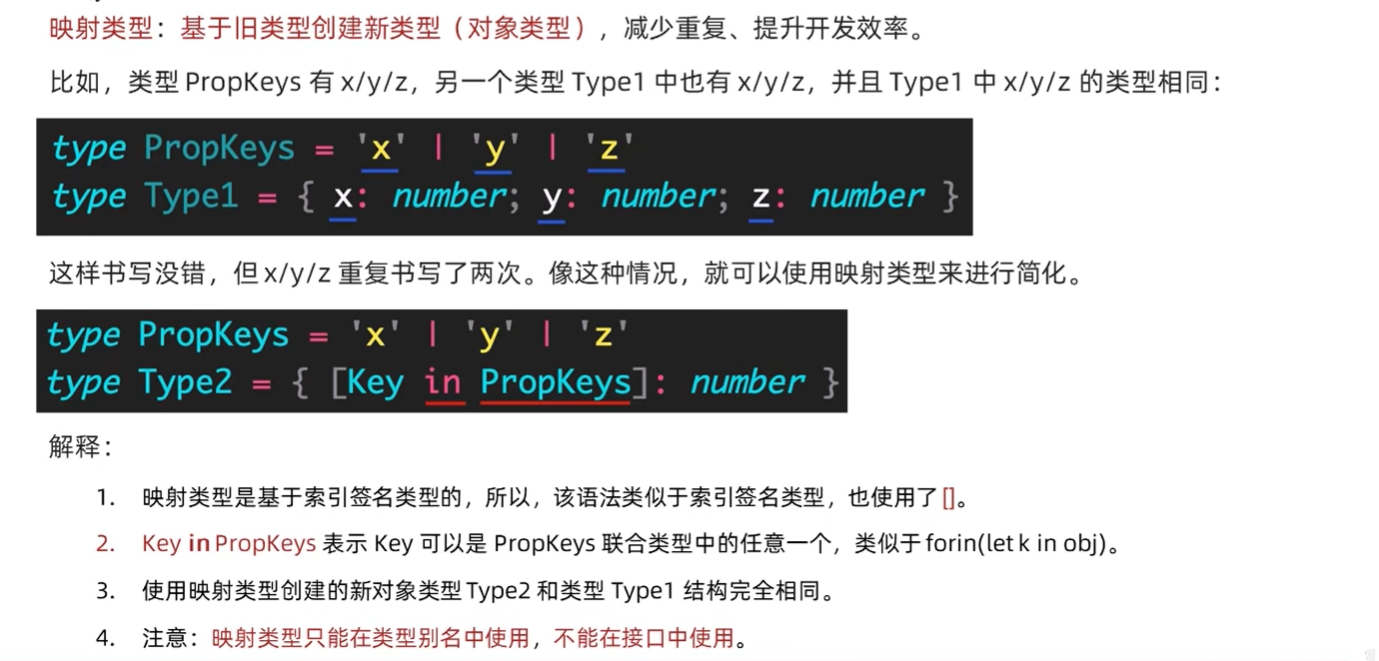 映射类型：基于旧类型创建新类型（对象类型），减少重复、提升开发效率。
比如，类型 PropKeys 有 x/y/z，另一个类型 Type1 中也有 x/y/z，并且 Type1 中 x/y/z 的类型相同：
type PropKeys = 'x' | 'y' | 'z'
type Type1 = { x: number; y: number; z: number }
这样书写没错，但 x/y/z 重复书写了两次。像这种情况，就可以使用映射类型来进行简化。
type PropKeys = 'x' | 'y' | 'z'
type Type2 = { [Key in PropKeys]: number }
解释：
1. 映射类型是基于索引签名类型的，所以，该语法类似于索引签名类型，也使用了 []。
2. Key in PropKeys 表示 Key 可以是 PropKeys 联合类型中的任意一个，类似于 forin(let k in obj)。
3. 使用映射类型创建的新对象类型 Type2 和类型 Type1 结构完全相同。
4. 注意：映射类型只能在类型别名中使用，不能在接口中使用。